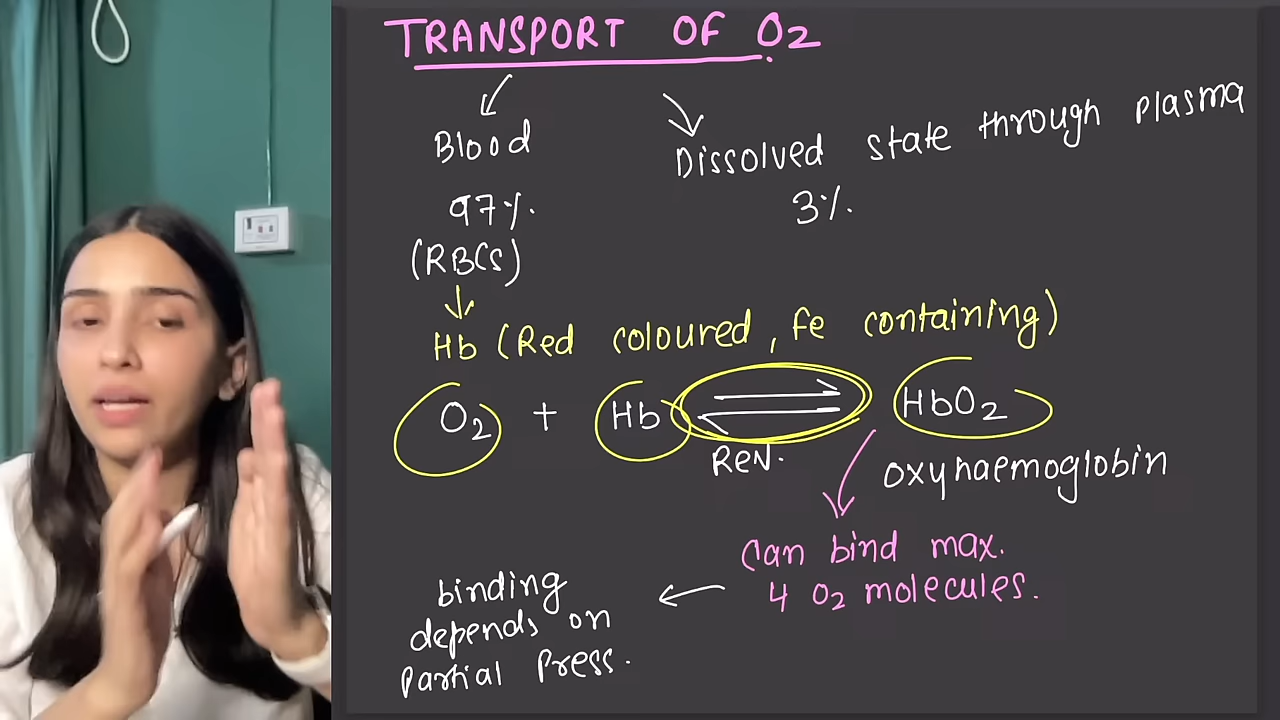 TRANSPORT OF O2
Blood
97%.
(RBCs)
Dissolved state through plasma
3%.
Hb (Red coloured, Fe containing)
O2 + Hb ⇌ HbO2
Rev.
oxyhaemoglobin
Can bind max.
4 O2 molecules.
binding
depends on
Partial Press.